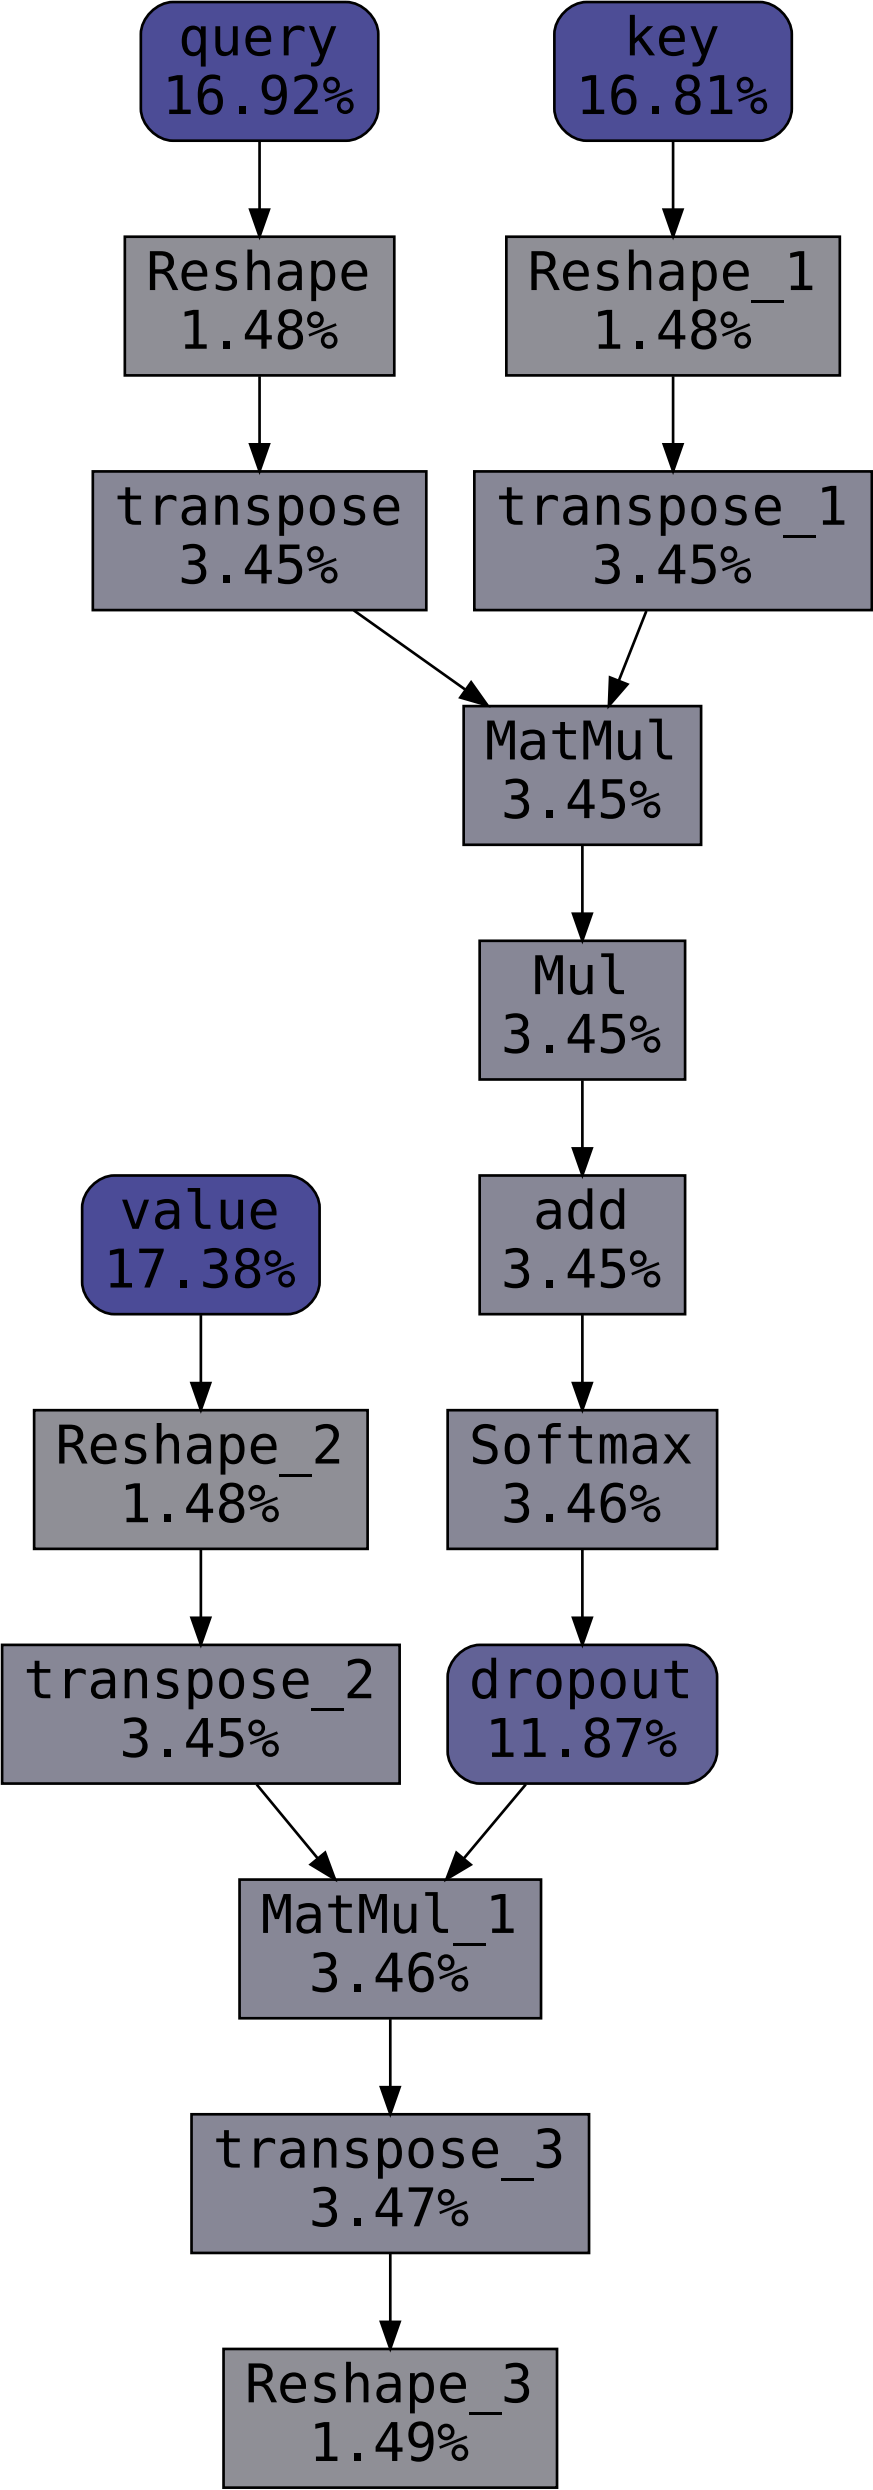 query
16.92%
key
16.81%
Reshape
1.48%
Reshape_1
1.48%
transpose
3.45%
transpose_1
3.45%
MatMul
3.45%
Mul
3.45%
add
3.45%
value
17.38%
Reshape_2
1.48%
Softmax
3.46%
transpose_2
3.45%
dropout
11.87%
MatMul_1
3.46%
transpose_3
3.47%
Reshape_3
1.49%